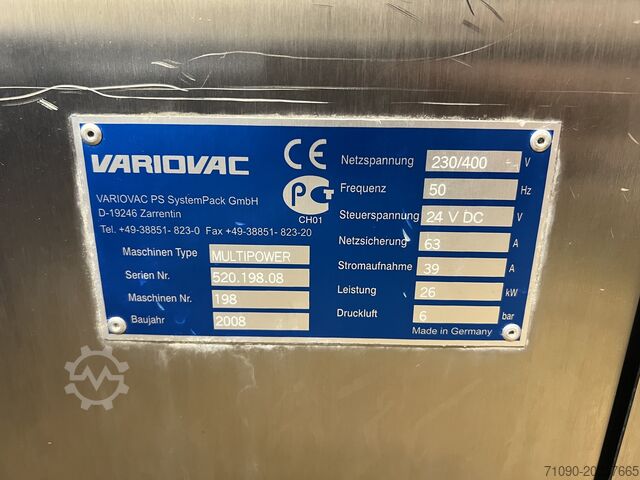 VARIOVAC
CE
VARIOVAC PS SystemPack GmbH
D-19246 Zarrentin
CH01
Tel. +49-38851- 823-0 Fax +49-38851- 823-20
Maschinen Type MULTIPOWER
Serien Nr. 520.198.08
Maschinen Nr. 198
Baujahr 2008
Netzspannung 230/400 V
Frequenz 50 Hz
Steuerspannung 24 V DC V
Netzsicherung 63 A
Stromaufnahme 39 A
Leistung 26 kW
Druckluft 6 bar
Made in Germany